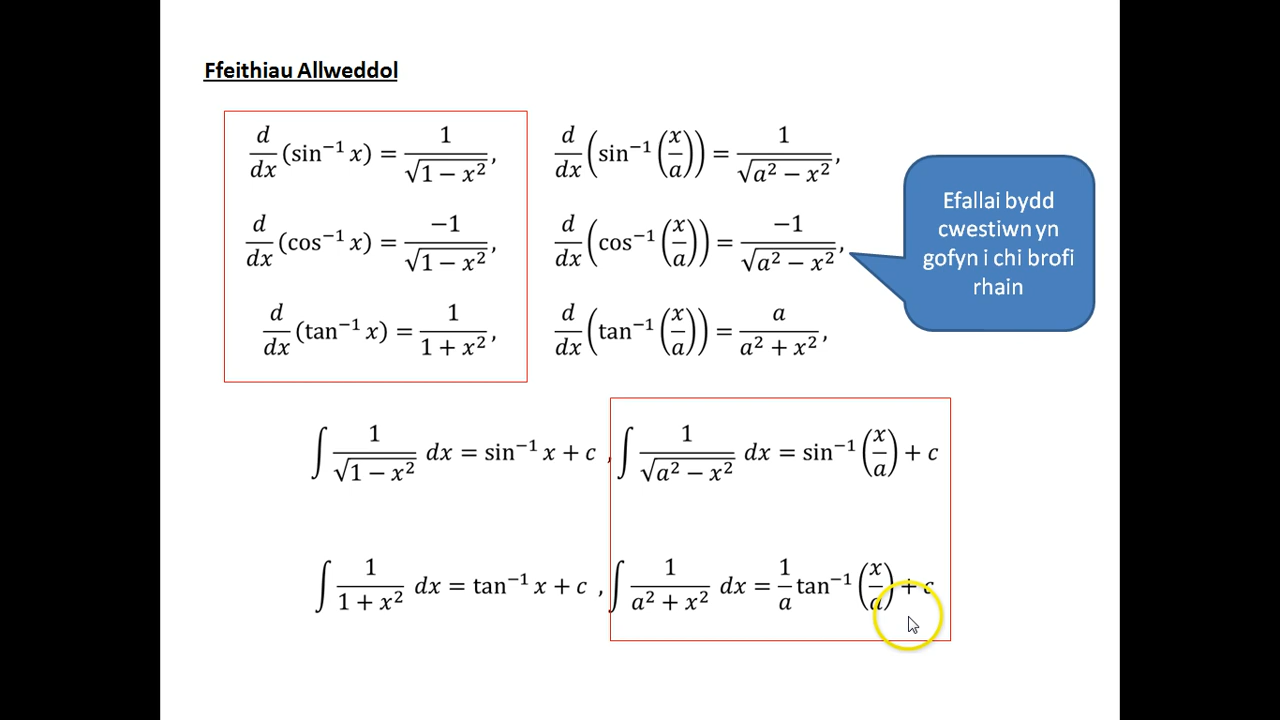 Ffeithiau Allweddol
d/dx (sin⁻¹ x) = 1/√(1 − x²), d/dx (sin⁻¹ (x/a)) = 1/√(a² − x²),
d/dx (cos⁻¹ x) = −1/√(1 − x²), d/dx (cos⁻¹ (x/a)) = −1/√(a² − x²),
d/dx (tan⁻¹ x) = 1/(1 + x²), d/dx (tan⁻¹ (x/a)) = a/(a² + x²),
Efallai bydd
cwestiwn yn
gofyn i chi brofi
rhain
∫ 1/√(1 − x²) dx = sin⁻¹ x + c , ∫ 1/√(a² − x²) dx = sin⁻¹ (x/a) + c
∫ 1/(1 + x²) dx = tan⁻¹ x + c , ∫ 1/(a² + x²) dx = 1/a tan⁻¹ (x/a) + c